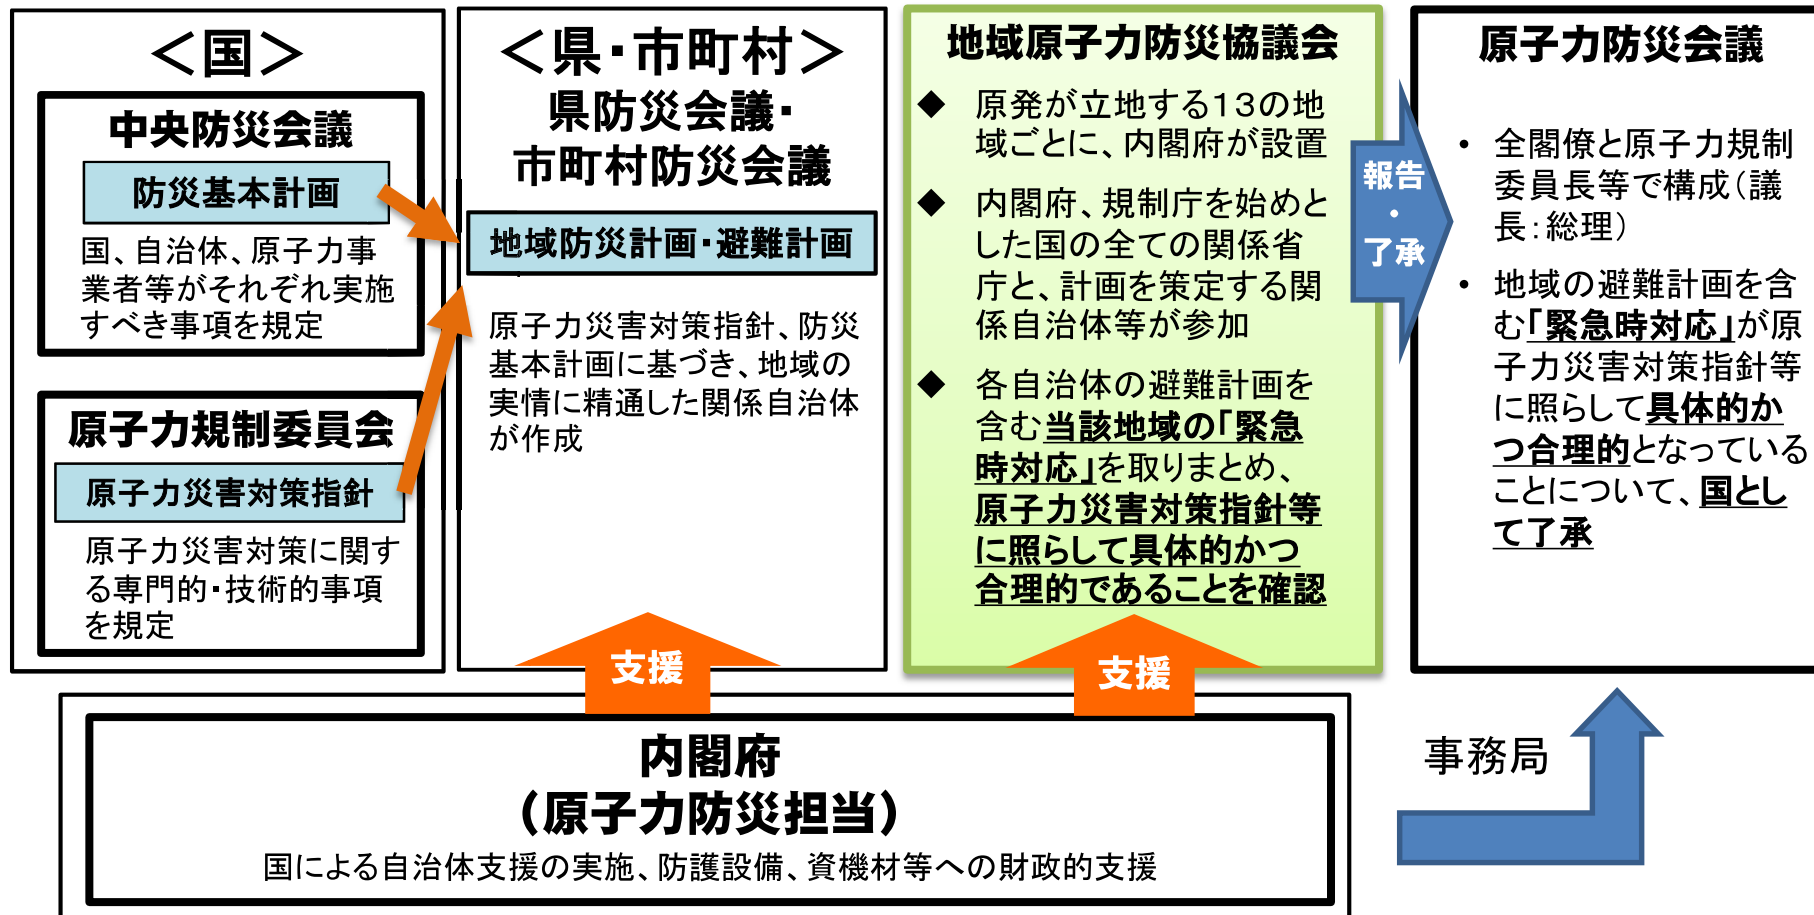 ＜国＞
中央防災会議
防災基本計画
国、自治体、原子力事
業者等がそれぞれ実施
すべき事項を規定
原子力規制委員会
原子力災害対策指針
原子力災害対策に関す
る専門的・技術的事項
を規定
＜県・市町村＞
県防災会議・
市町村防災会議
地域防災計画・避難計画
原子力災害対策指針、防災
基本計画に基づき、地域の
実情に精通した関係自治体
が作成
支援
地域原子力防災協議会
◆ 原発が立地する１３の地
域ごとに、内閣府が設置
◆ 内閣府、規制庁を始めと
した国の全ての関係省
庁と、計画を策定する関
係自治体等が参加
◆ 各自治体の避難計画を
含む当該地域の「緊急
時対応」を取りまとめ、
原子力災害対策指針等
に照らして具体的かつ
合理的であることを確認
支援
報告
・
了承
原子力防災会議
• 全閣僚と原子力規制
委員長等で構成（議
長：総理）
• 地域の避難計画を含
む「緊急時対応」が原
子力災害対策指針等
に照らして具体的か
つ合理的となっている
ことについて、国とし
て了承
内閣府
（原子力防災担当）
国による自治体支援の実施、防護設備、資機材等への財政的支援
事務局